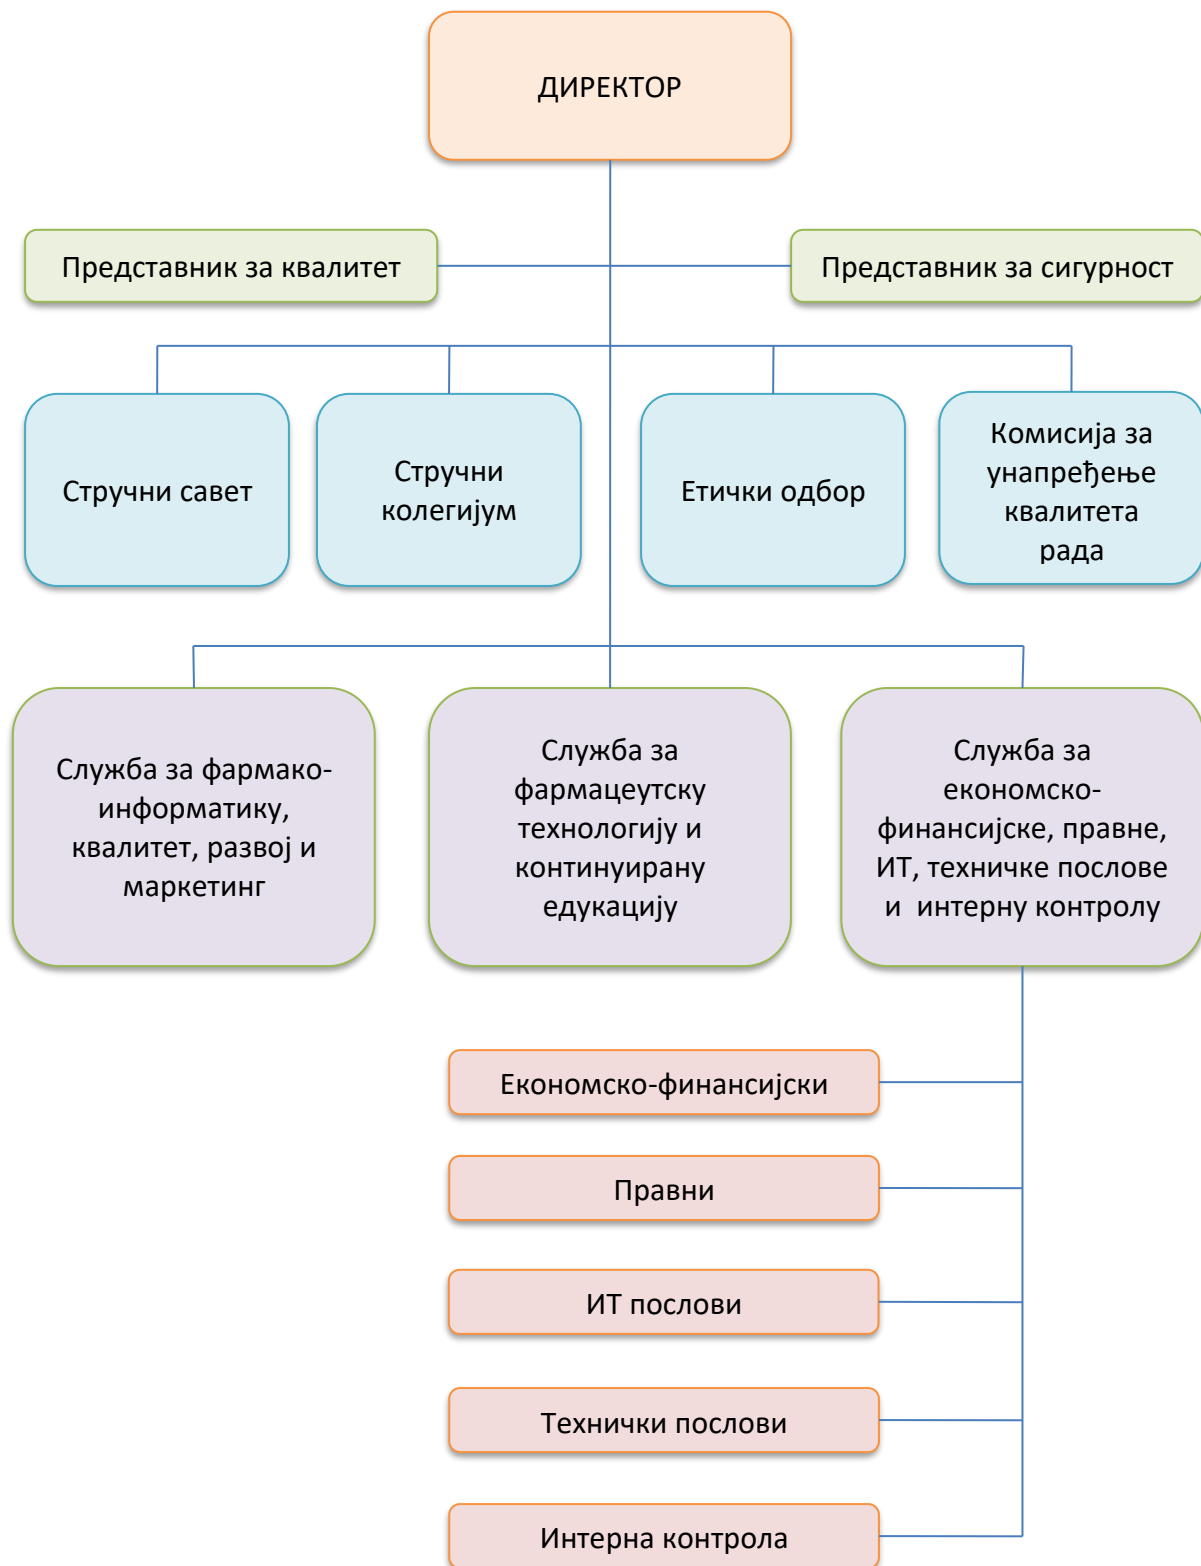 ДИРЕКТОР
Представник за квалитет
Представник за сигурност
Стручни савет
Стручни
колегијум
Етички одбор
Комисија за
унапређење
квалитета
рада
Служба за фармако-
информатику,
квалитет, развој и
маркетинг
Служба за
фармацеутску
технологију и
континуирану
едукацију
Служба за
економско-
финансијске, правне,
ИТ, техничке послове
и  интерну контролу
Економско-финансијски
Правни
ИТ послови
Технички послови
Интерна контрола